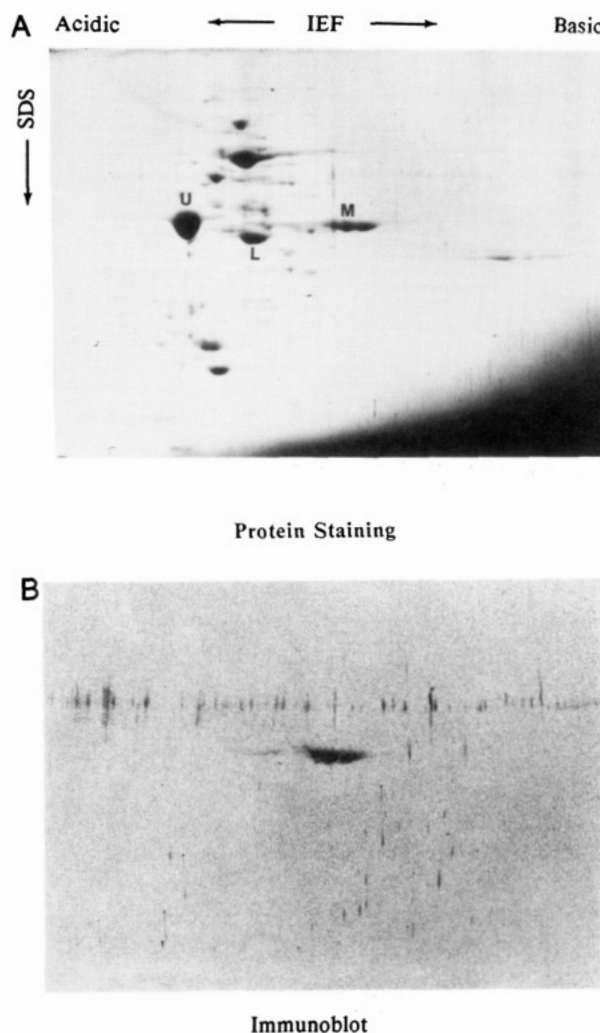 A Acidic ← IEF → Basic
SDS →
U
M
L
Protein Staining
B
Immunoblot